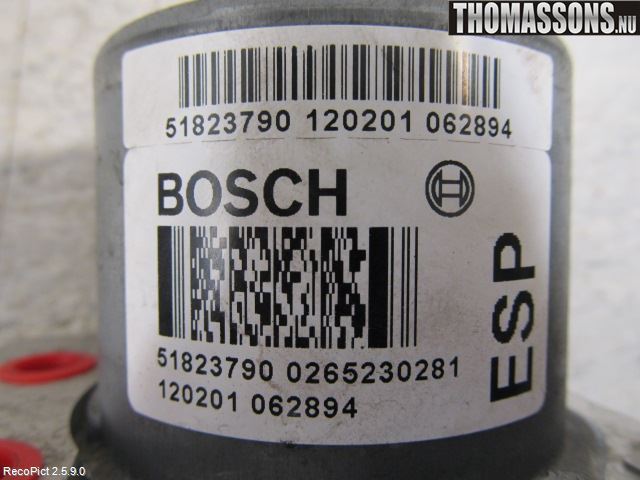 THOMASSONS.NU
51823790 120201 062894
BOSCH
ESP
51823790 0265230281
120201 062894
RecoPict 2.5.9.0